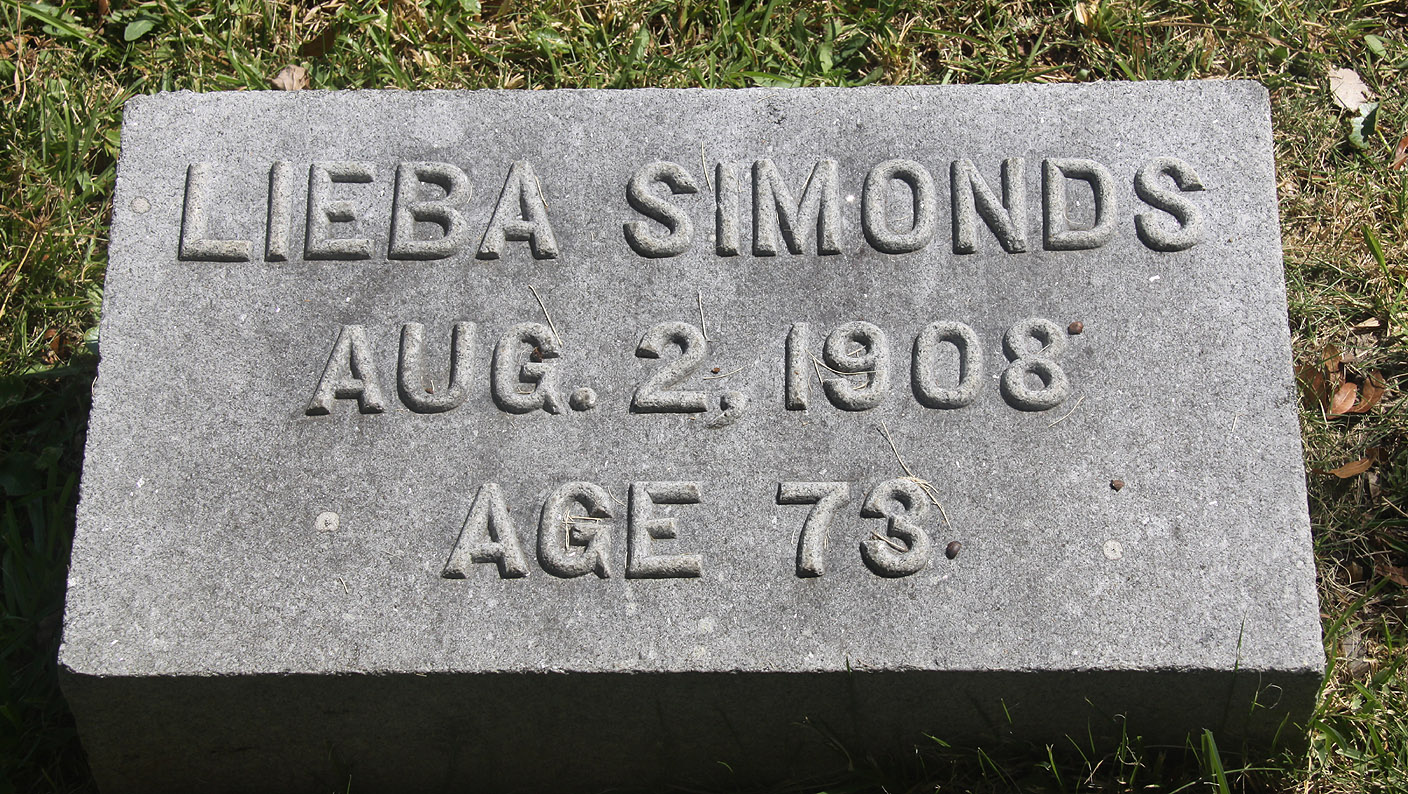 LIEBA SIMONDS
AUG. 2, 1908
AGE 73